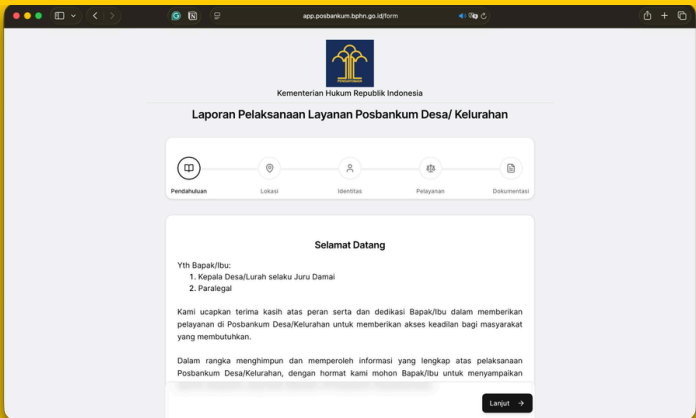 app.posbankum.bphn.go.id/form
Kementerian Hukum Republik Indonesia
Laporan Pelaksanaan Layanan Posbankum Desa/ Kelurahan
Pendahuluan
Lokasi
Identitas
Pelayanan
Dokumentasi
Selamat Datang
Yth Bapak/Ibu:
1. Kepala Desa/Lurah selaku Juru Damai
2. Paralegal
Kami ucapkan terima kasih atas peran serta dan dedikasi Bapak/Ibu dalam memberikan
pelayanan di Posbankum Desa/Kelurahan untuk memberikan akses keadilan bagi masyarakat
yang membutuhkan.
Dalam rangka menghimpun dan memperoleh informasi yang lengkap atas pelaksanaan
Posbankum Desa/Kelurahan, dengan hormat kami mohon Bapak/Ibu untuk menyampaikan
Lanjut →